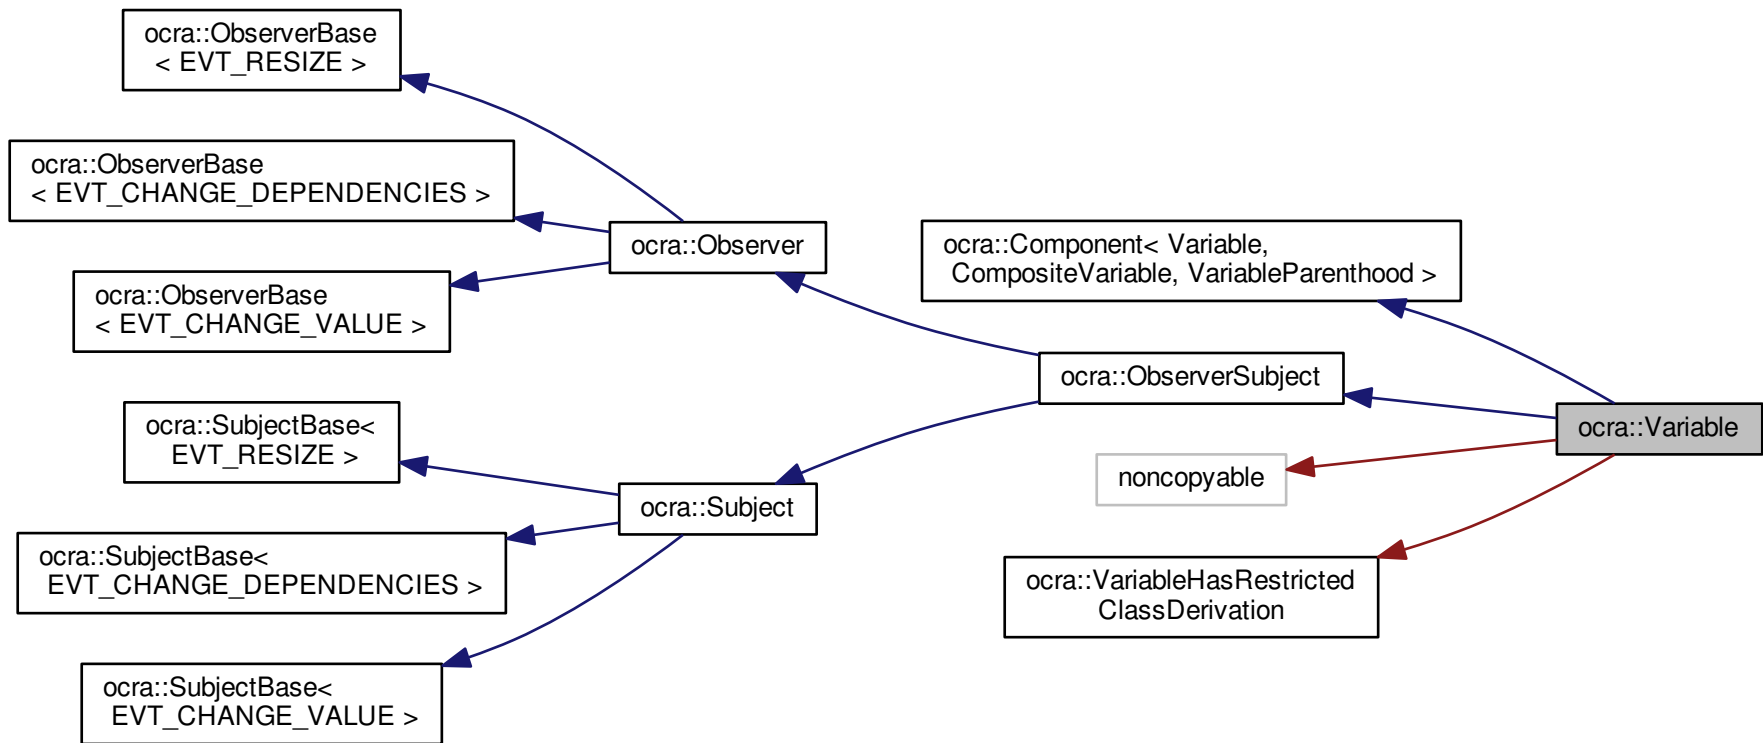 ocra::ObserverBase
< EVT_RESIZE >
ocra::ObserverBase
< EVT_CHANGE_DEPENDENCIES >
ocra::ObserverBase
< EVT_CHANGE_VALUE >
ocra::SubjectBase<
EVT_RESIZE >
ocra::SubjectBase<
EVT_CHANGE_DEPENDENCIES >
ocra::SubjectBase<
EVT_CHANGE_VALUE >
ocra::Observer
ocra::Subject
ocra::Component< Variable,
CompositeVariable, VariableParenthood >
ocra::ObserverSubject
noncopyable
ocra::VariableHasRestricted
ClassDerivation
ocra::Variable